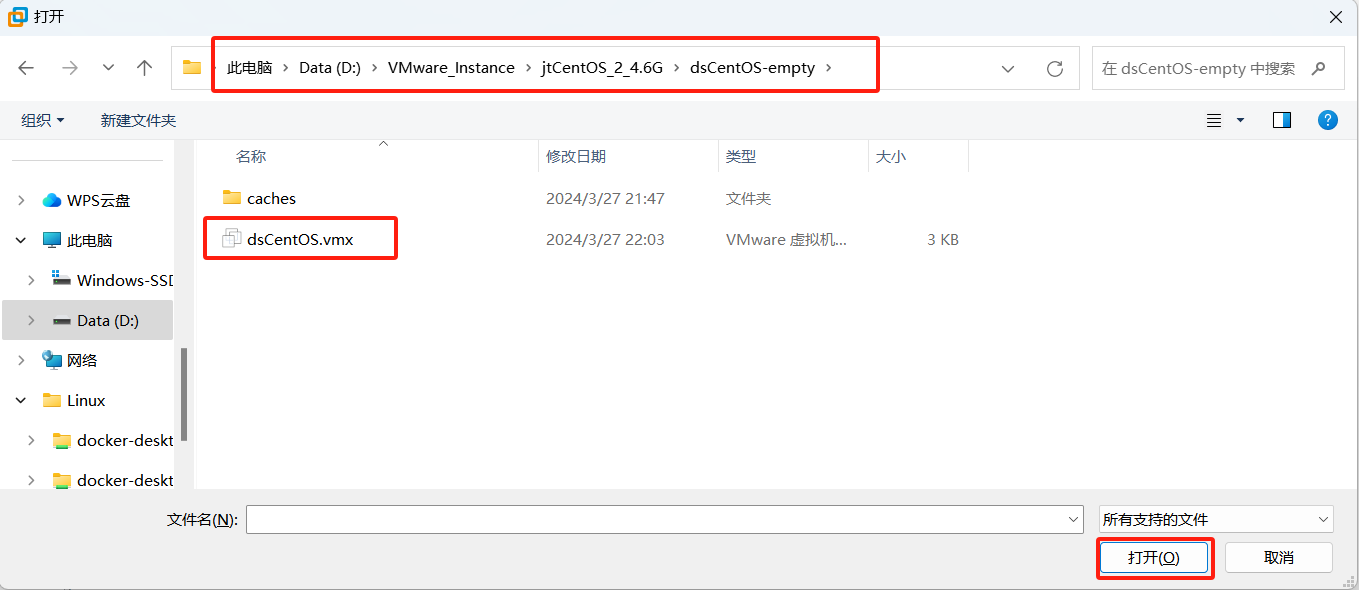 打开
此电脑 › Data (D:) › VMware_Instance › jtCentOS_2_4.6G › dsCentOS-empty ›
在 dsCentOS-empty 中搜索
组织 新建文件夹
名称 修改日期 类型 大小
caches 2024/3/27 21:47 文件夹
dsCentOS.vmx 2024/3/27 22:03 VMware 虚拟机... 3 KB
WPS云盘
此电脑
Windows-SSD
Data (D:)
网络
Linux
docker-deskt
docker-deskt
文件名(N):
所有支持的文件
打开(O) 取消